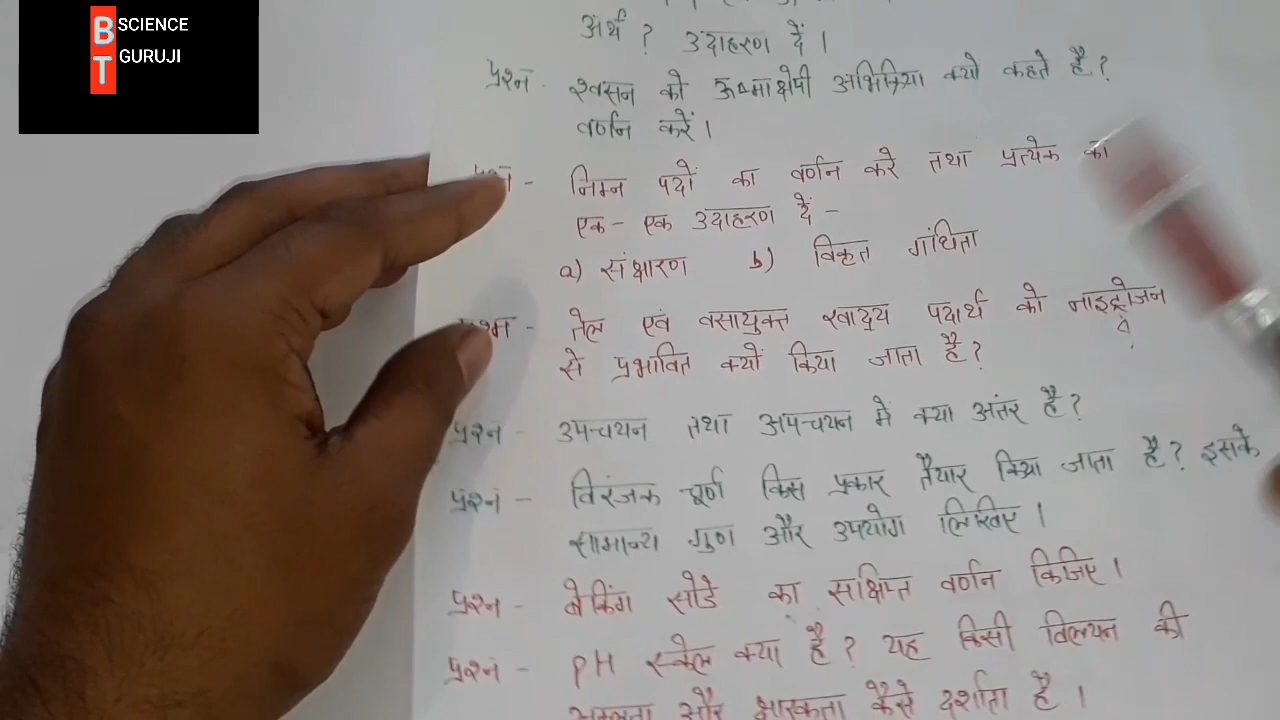 BT SCIENCE GURUJI
अर्थ ? उदाहरण दें ।
प्रश्न - श्वसन को ऊष्माक्षेपी अभिक्रिया क्यों कहते है ?
वर्णन करें ।
निम्न पदों का वर्णन करे तथा प्रत्येक का
एक - एक उदाहरण दें -
a) संक्षारण b) विकृत गंधिता
तेल एवं वसायुक्त खाद्य पदार्थ को नाइट्रोजन
से प्रभावित क्यों किया जाता है ?
प्रश्न - उपचयन तथा अपचयन में क्या अंतर है ?
प्रश्न - विरंजक चूर्ण किस प्रकार तैयार किया जाता है ? इसके
सामान्य गुण और उपयोग लिखिए ।
प्रश्न - बेकिंग सोडे का सक्षिप्त वर्णन किजिए ।
प्रश्न - PH स्केल क्या है ? यह किसी विलयन की
अम्लता और क्षारकता कैसे दर्शाता है ।